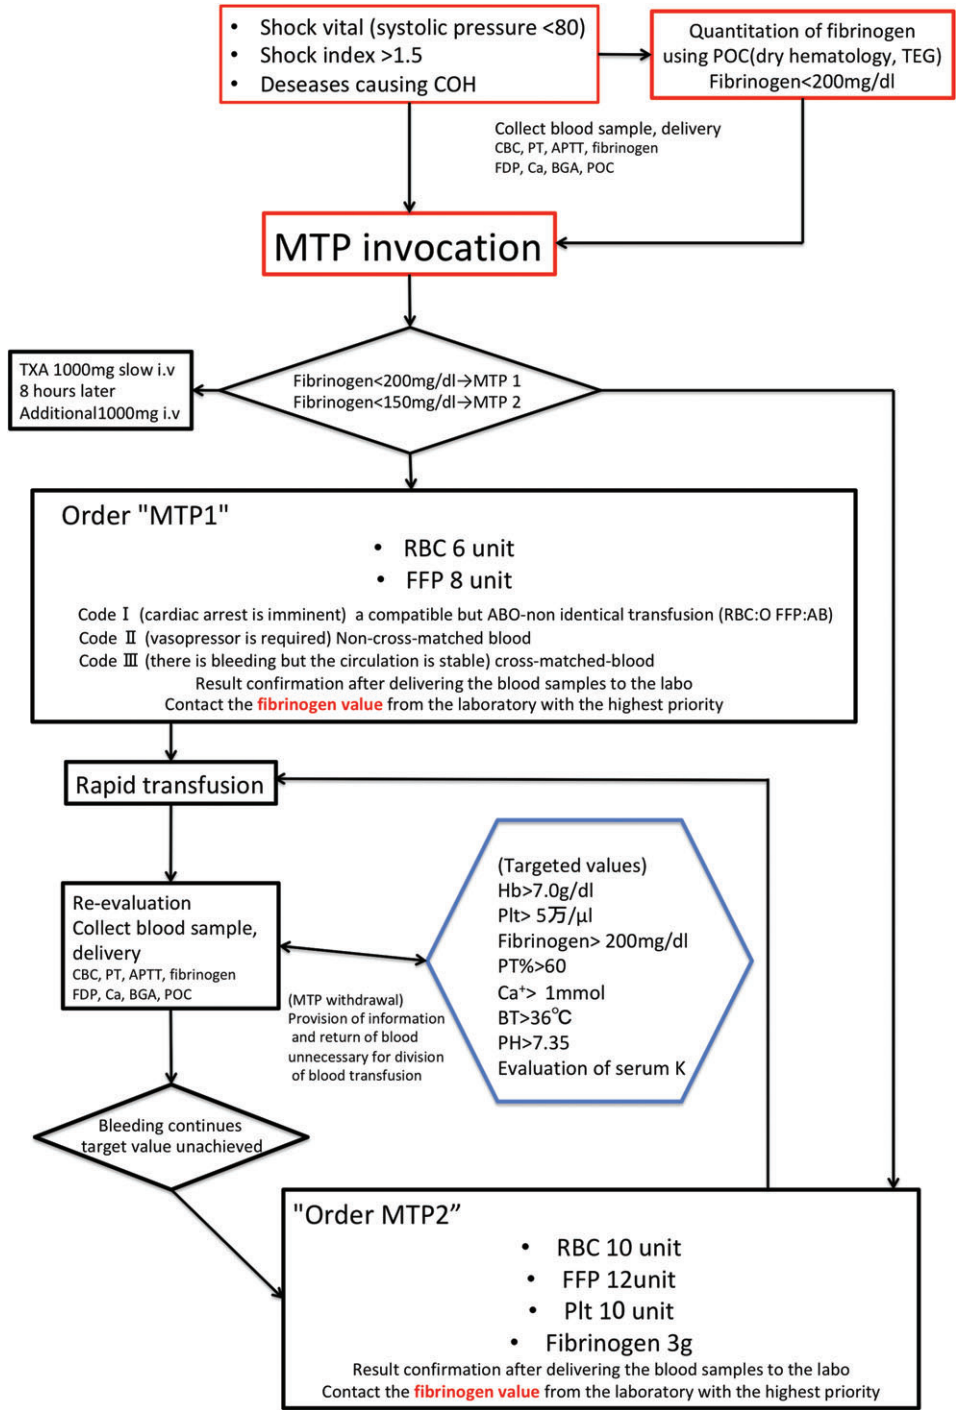 • Shock vital (systolic pressure <80)
• Shock index >1.5
• Deseases causing COH
Quantitation of fibrinogen
using POC(dry hematology, TEG)
Fibrinogen<200mg/dl
Collect blood sample, delivery
CBC, PT, APTT, fibrinogen
FDP, Ca, BGA, POC
MTP invocation
Fibrinogen<200mg/dl→MTP 1
Fibrinogen<150mg/dl→MTP 2
TXA 1000mg slow i.v
8 hours later
Additional1000mg i.v
Order "MTP1"
• RBC 6 unit
• FFP 8 unit
Code Ⅰ (cardiac arrest is imminent) a compatible but ABO-non identical transfusion (RBC:O FFP:AB)
Code Ⅱ (vasopressor is required) Non-cross-matched blood
Code Ⅲ (there is bleeding but the circulation is stable) cross-matched-blood
Result confirmation after delivering the blood samples to the labo
Contact the fibrinogen value from the laboratory with the highest priority
Rapid transfusion
Re-evaluation
Collect blood sample,
delivery
CBC, PT, APTT, fibrinogen
FDP, Ca, BGA, POC
(MTP withdrawal)
Provision of information
and return of blood
unnecessary for division
of blood transfusion
(Targeted values)
Hb>7.0g/dl
Plt> 5万/μl
Fibrinogen> 200mg/dl
PT%>60
Ca⁺> 1mmol
BT>36℃
PH>7.35
Evaluation of serum K
Bleeding continues
target value unachieved
"Order MTP2”
• RBC 10 unit
• FFP 12unit
• Plt 10 unit
• Fibrinogen 3g
Result confirmation after delivering the blood samples to the labo
Contact the fibrinogen value from the laboratory with the highest priority